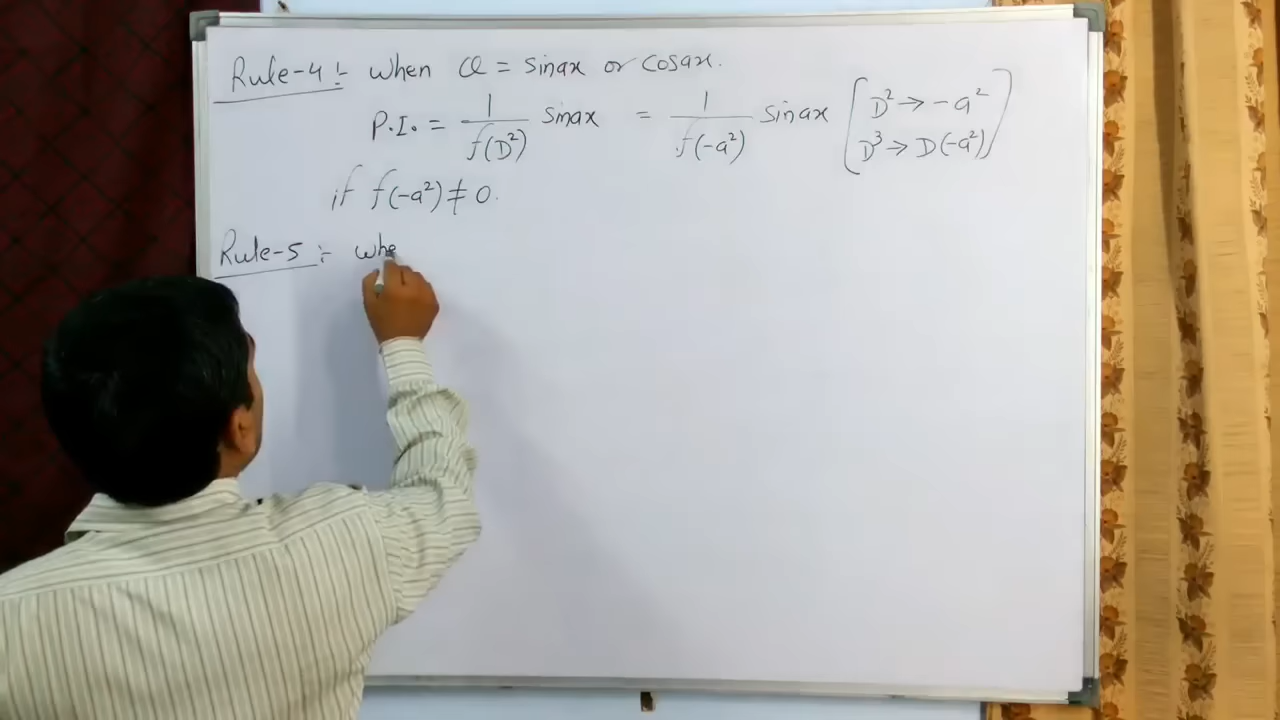 Rule-4 :- when Q = sinax or cosax.
P.I. = 1/f(D²) sinax = 1/f(-a²) sinax [D² → -a²
D³ → D(-a²)]
if f(-a²) ≠ 0.
Rule-5 :- whe